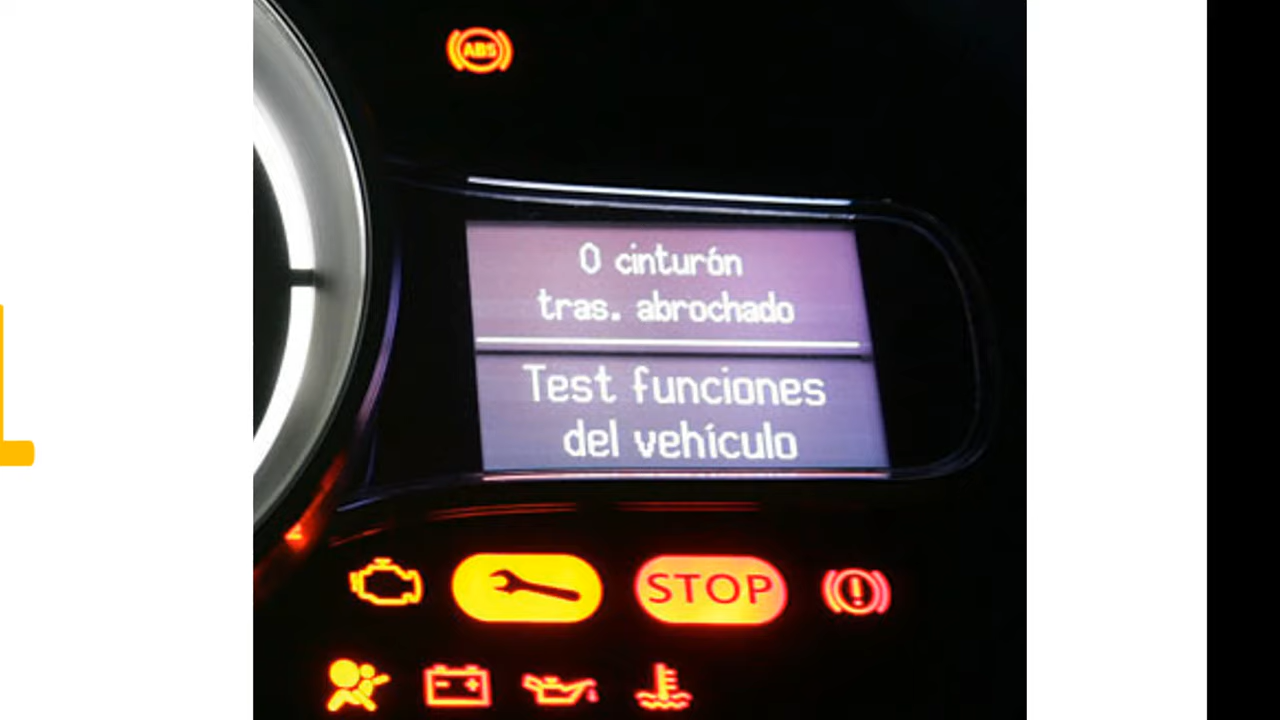 ABS
0 cinturón
tras. abrochado
Test funciones
del vehículo
STOP